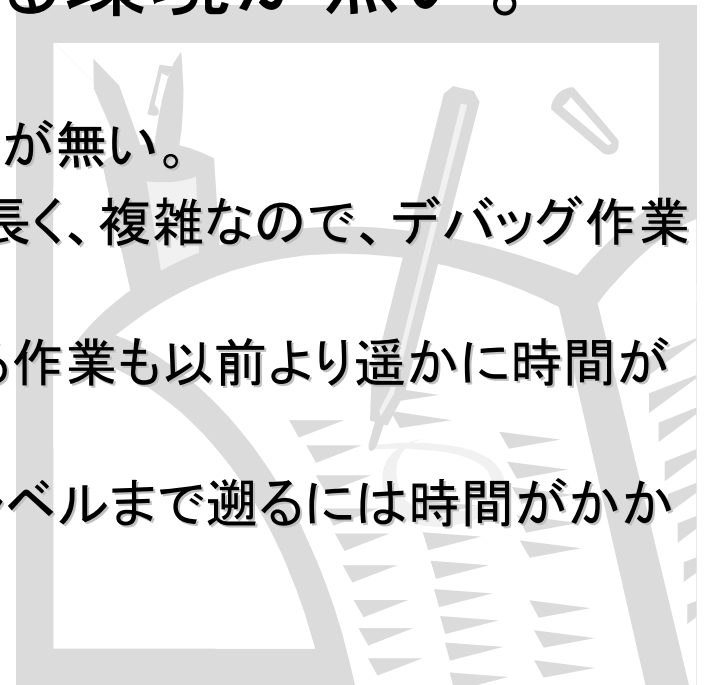 る環境が無い。
が無い。
長く、複雑なので、デバッグ作業
る作業も以前より遥かに時間が
レベルまで遡るには時間がかか